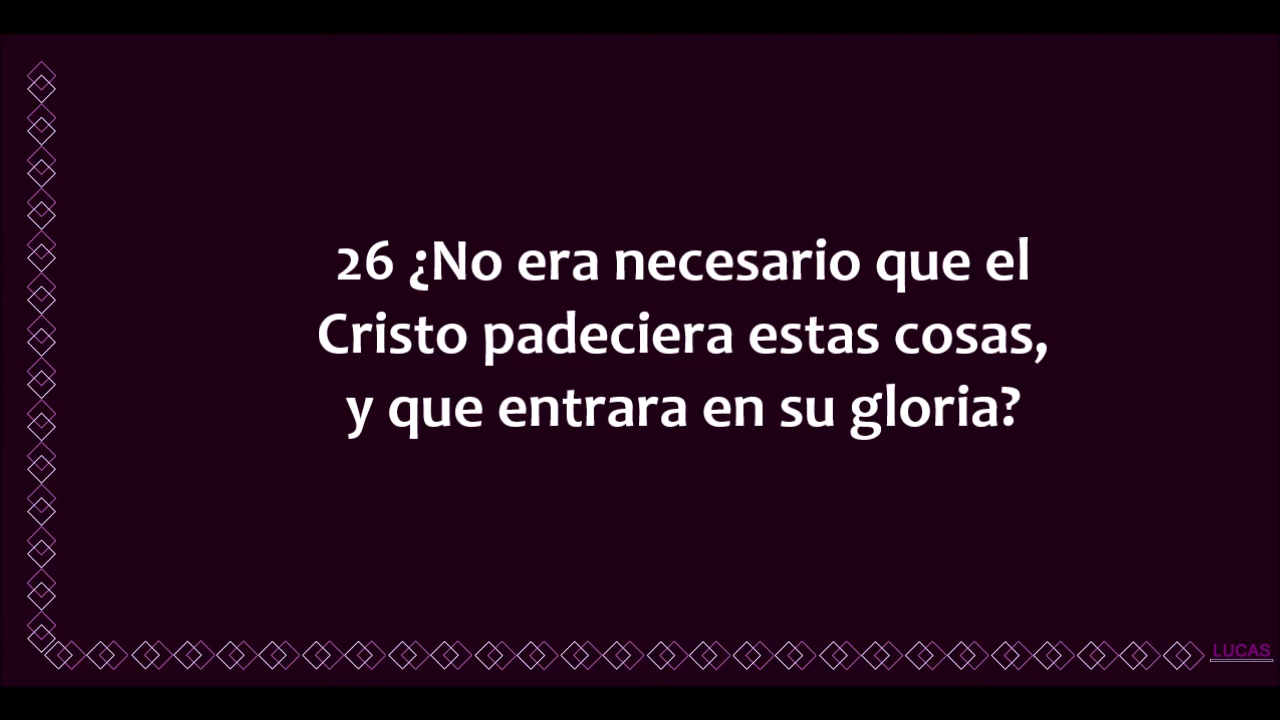 26 ¿No era necesario que el
Cristo padeciera estas cosas,
y que entrara en su gloria?
LUCAS